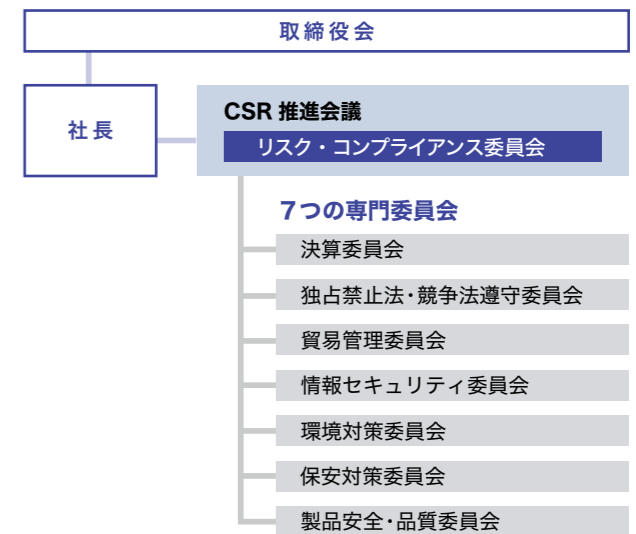 取締役会
社長
CSR 推進会議
リスク・コンプライアンス委員会
7つの専門委員会
決算委員会
独占禁止法・競争法遵守委員会
貿易管理委員会
情報セキュリティ委員会
環境対策委員会
保安対策委員会
製品安全・品質委員会